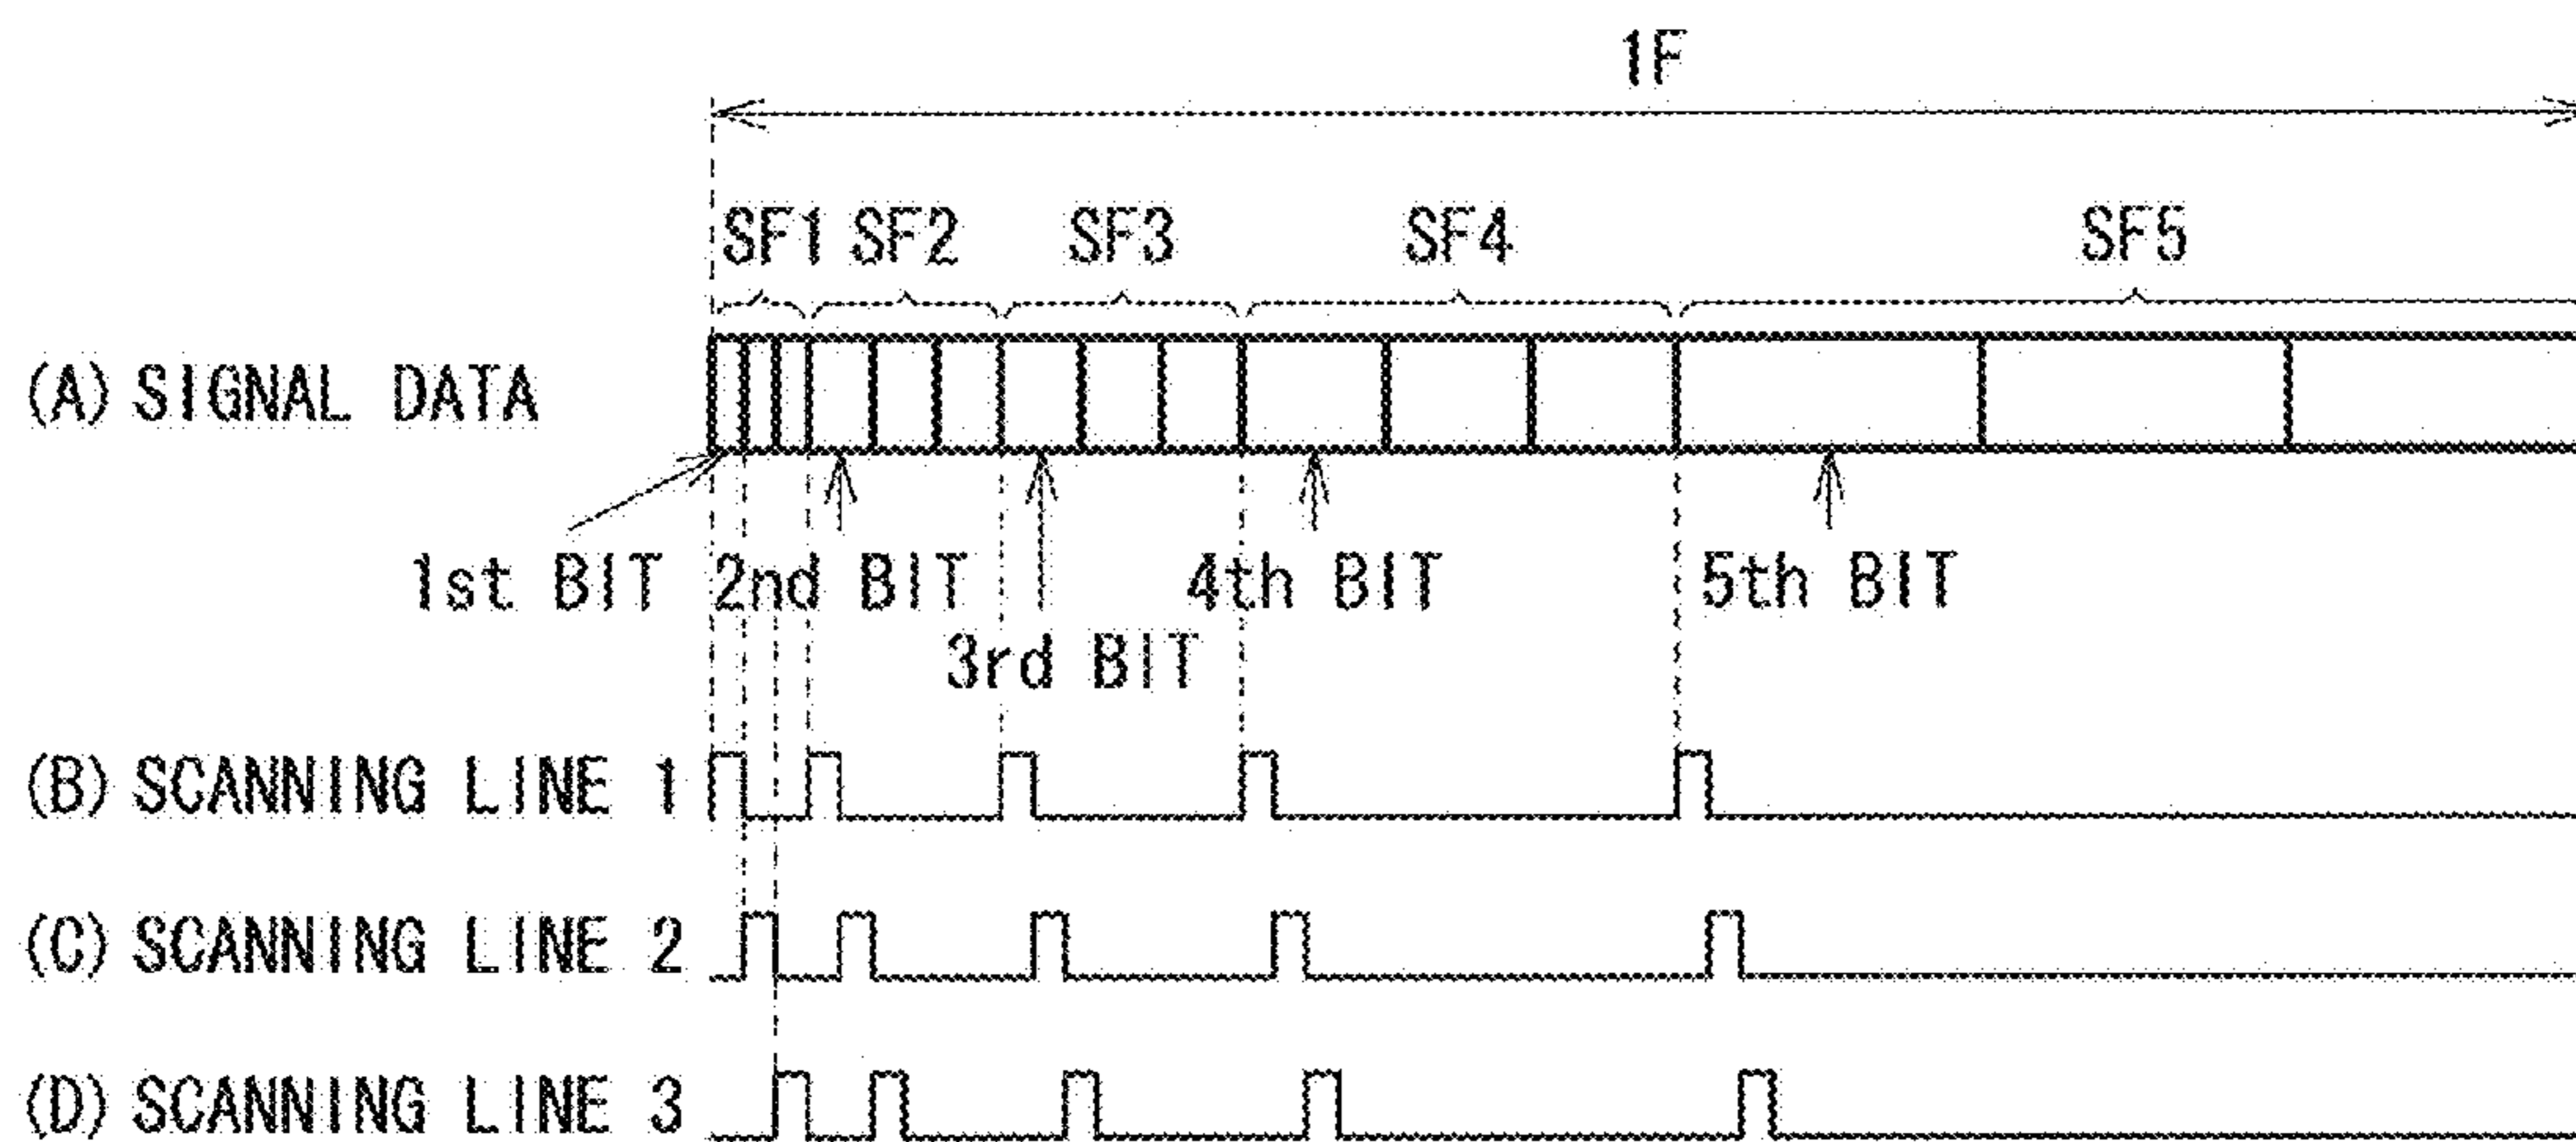 1F
SF1 SF2 SF3 SF4 SF5
(A) SIGNAL DATA
1st BIT 2nd BIT 4th BIT 5th BIT
3rd BIT
(B) SCANNING LINE 1
(C) SCANNING LINE 2
(D) SCANNING LINE 3